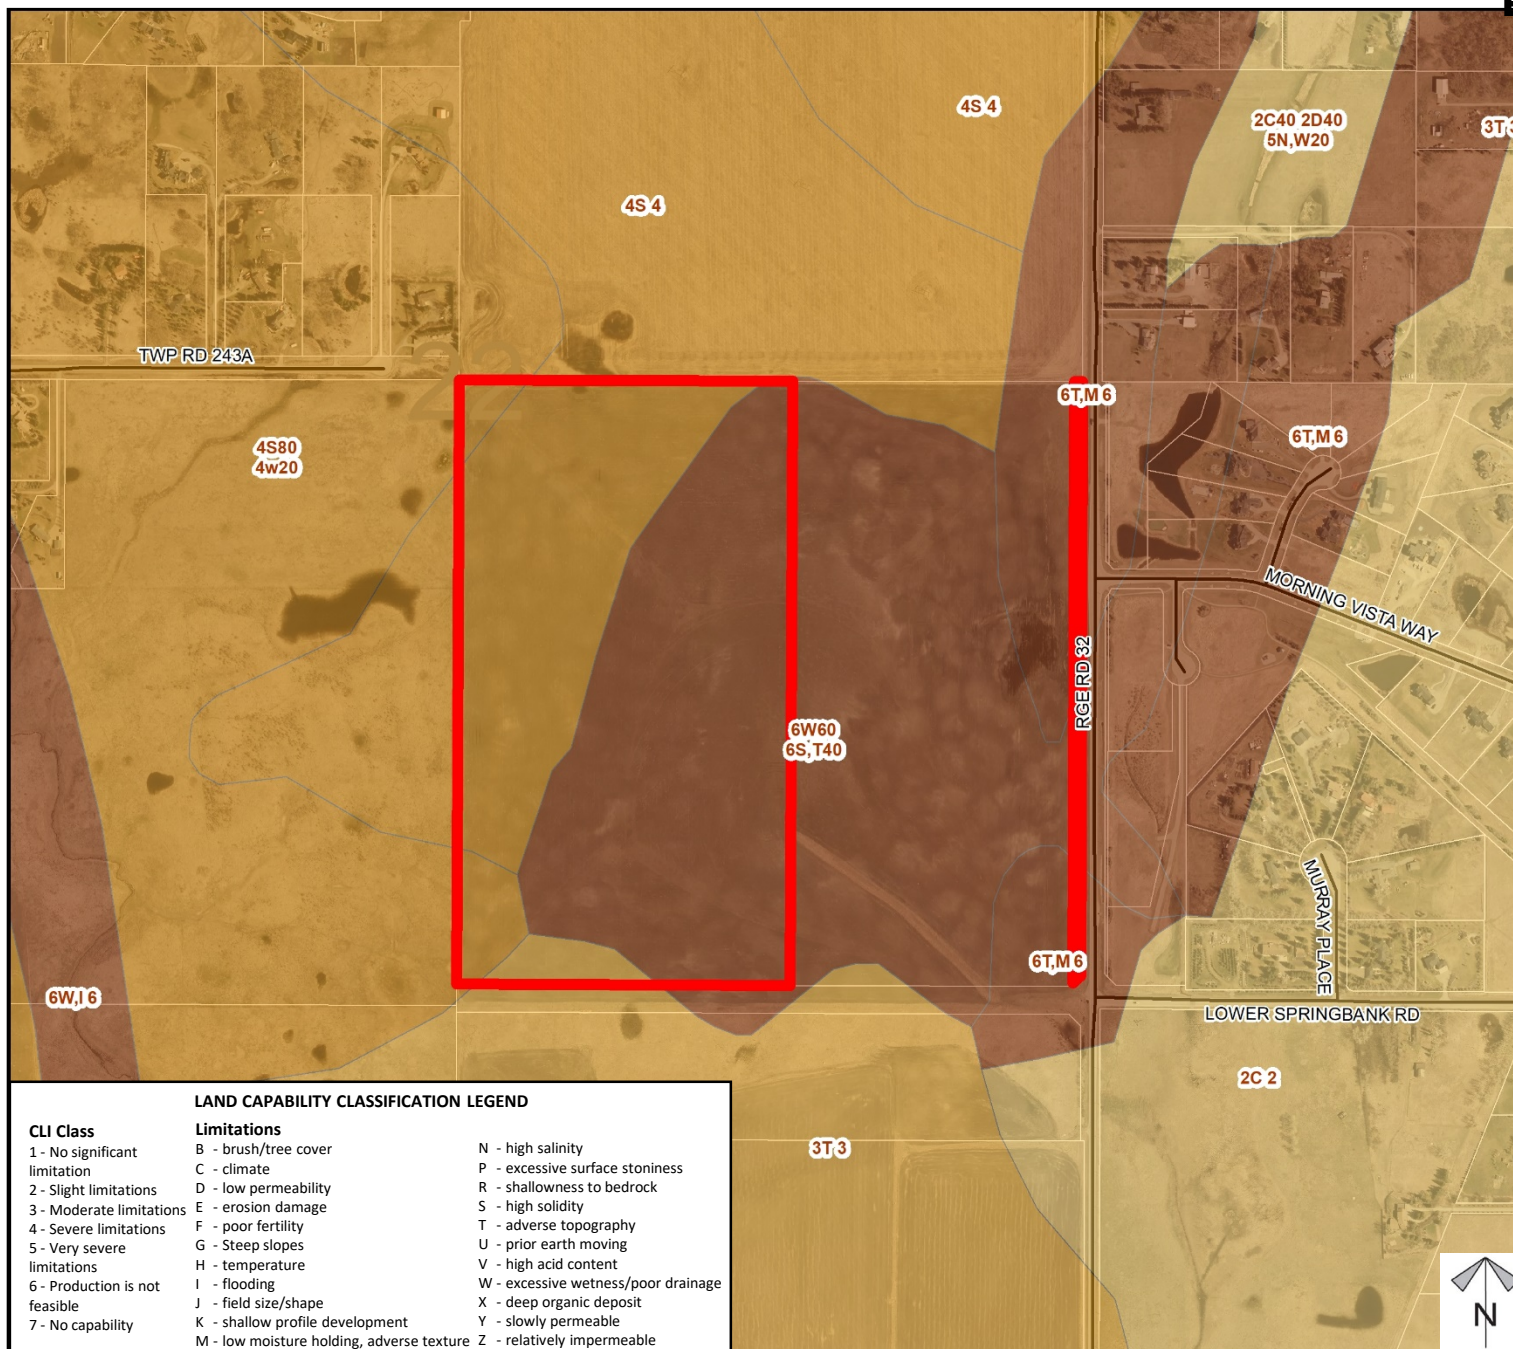 4S 4
2C40 2D40
5N,W20
4S 4
TWP RD 243A
22
6T,M 6
4S80
4w20
6T,M 6
MORNING VISTA WAY
RGE RD 32
6W60
6S,T40
MURRAY PLACE
6T,M 6
6W,I 6
LOWER SPRINGBANK RD
2C 2
3T 3
LAND CAPABILITY CLASSIFICATION LEGEND
CLI Class
1 - No significant
limitation
2 - Slight limitations
3 - Moderate limitations
4 - Severe limitations
5 - Very severe
limitations
6 - Production is not
feasible
7 - No capability
Limitations
B - brush/tree cover
C - climate
D - low permeability
E - erosion damage
F - poor fertility
G - Steep slopes
H - temperature
I - flooding
J - field size/shape
K - shallow profile development
M - low moisture holding, adverse texture
N - high salinity
P - excessive surface stoniness
R - shallowness to bedrock
S - high solidity
T - adverse topography
U - prior earth moving
V - high acid content
W - excessive wetness/poor drainage
X - deep organic deposit
Y - slowly permeable
Z - relatively impermeable
N